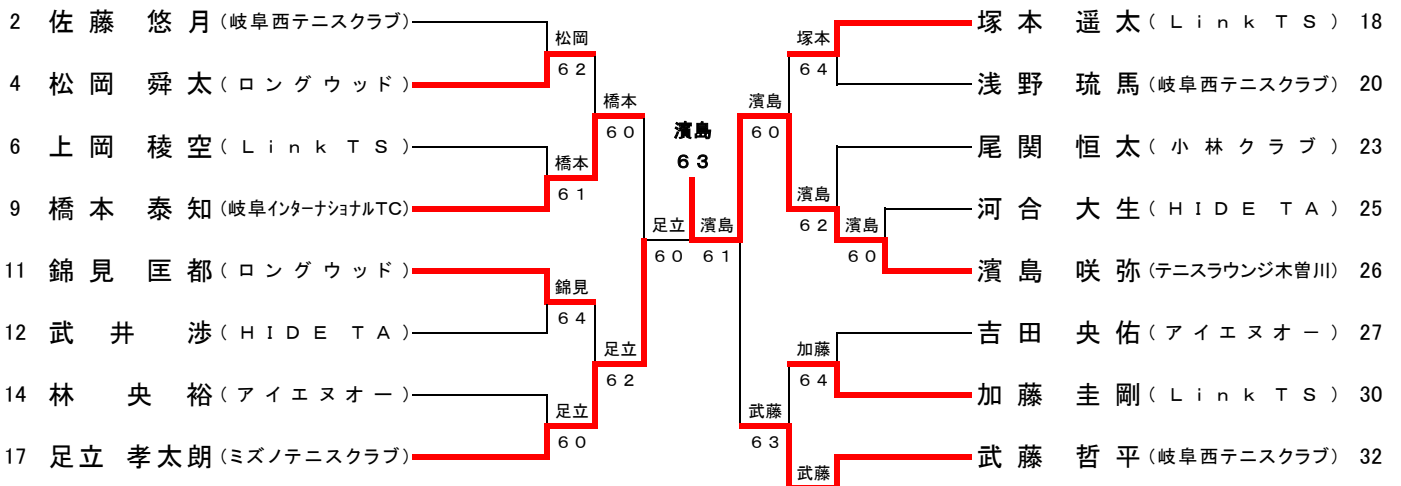 2 佐藤 悠月 (岐阜西テニスクラブ)
4 松岡 舜太 (ロングウッド)
6 上岡 稜空 (Link TS)
9 橋本 泰知 (岐阜インターナショナルTC)
11 錦見 匡都 (ロングウッド)
12 武井 渉 (HIDE TA)
14 林 央裕 (アイエヌオー)
17 足立 孝太朗 (ミズノテニスクラブ)
松岡
62
橋本
61
錦見
64
足立
60
橋本
60
足立
62
足立
60
濱島
63
濱島
61
濱島
60
武藤
63
塚本
64
濱島
62
濱島
60
加藤
64
武藤
塚本 遥太 (Link TS) 18
浅野 琉馬 (岐阜西テニスクラブ) 20
尾関 恒太 (小林クラブ) 23
河合 大生 (HIDE TA) 25
濱島 咲弥 (テニスラウンジ木曽川) 26
吉田 央佑 (アイエヌオー) 27
加藤 圭剛 (Link TS) 30
武藤 哲平 (岐阜西テニスクラブ) 32